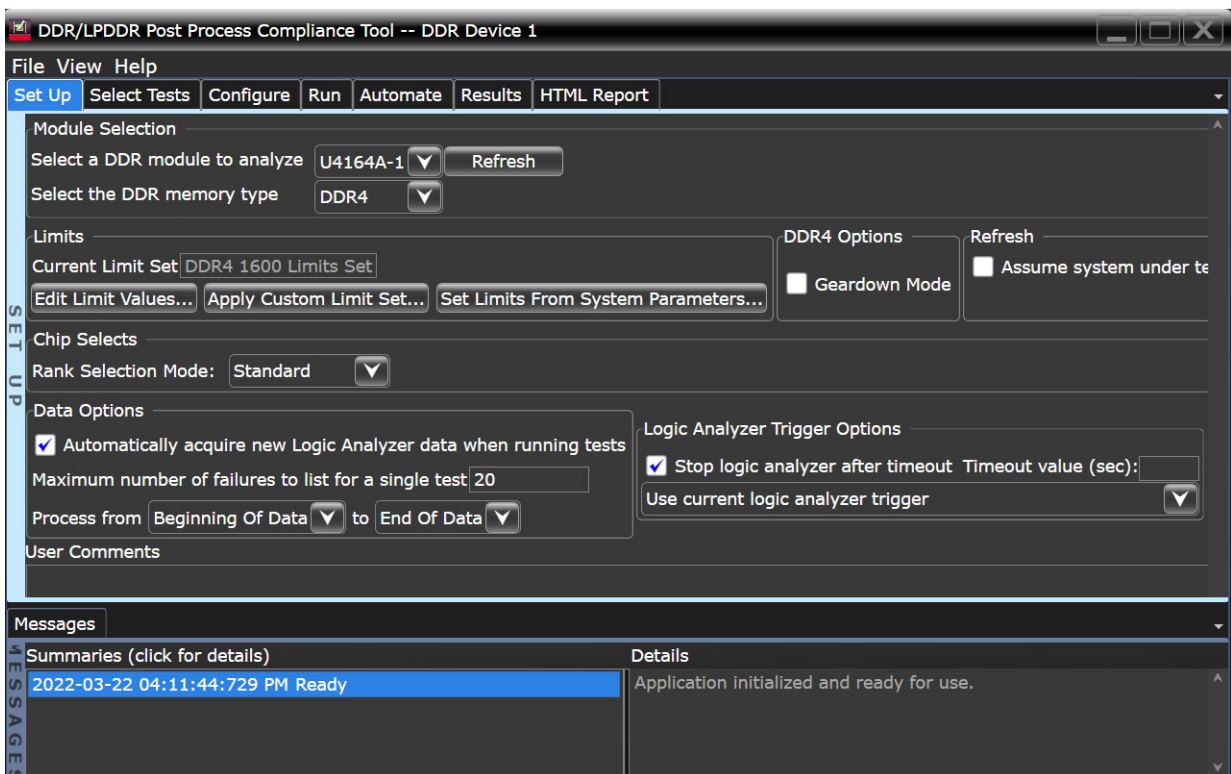 DDR/LPDDR Post Process Compliance Tool -- DDR Device 1
File View Help
Set Up Select Tests Configure Run Automate Results HTML Report
SET UP
Module Selection
Select a DDR module to analyze U4164A-1 Refresh
Select the DDR memory type DDR4
Limits
Current Limit Set DDR4 1600 Limits Set
Edit Limit Values... Apply Custom Limit Set... Set Limits From System Parameters...
DDR4 Options
Geardown Mode
Refresh
Assume system under te
Chip Selects
Rank Selection Mode: Standard
Data Options
Automatically acquire new Logic Analyzer data when running tests
Maximum number of failures to list for a single test 20
Process from Beginning Of Data to End Of Data
Logic Analyzer Trigger Options
Stop logic analyzer after timeout Timeout value (sec):
Use current logic analyzer trigger
User Comments
Messages
MESSAGES
Summaries (click for details)
2022-03-22 04:11:44:729 PM Ready
Details
Application initialized and ready for use.